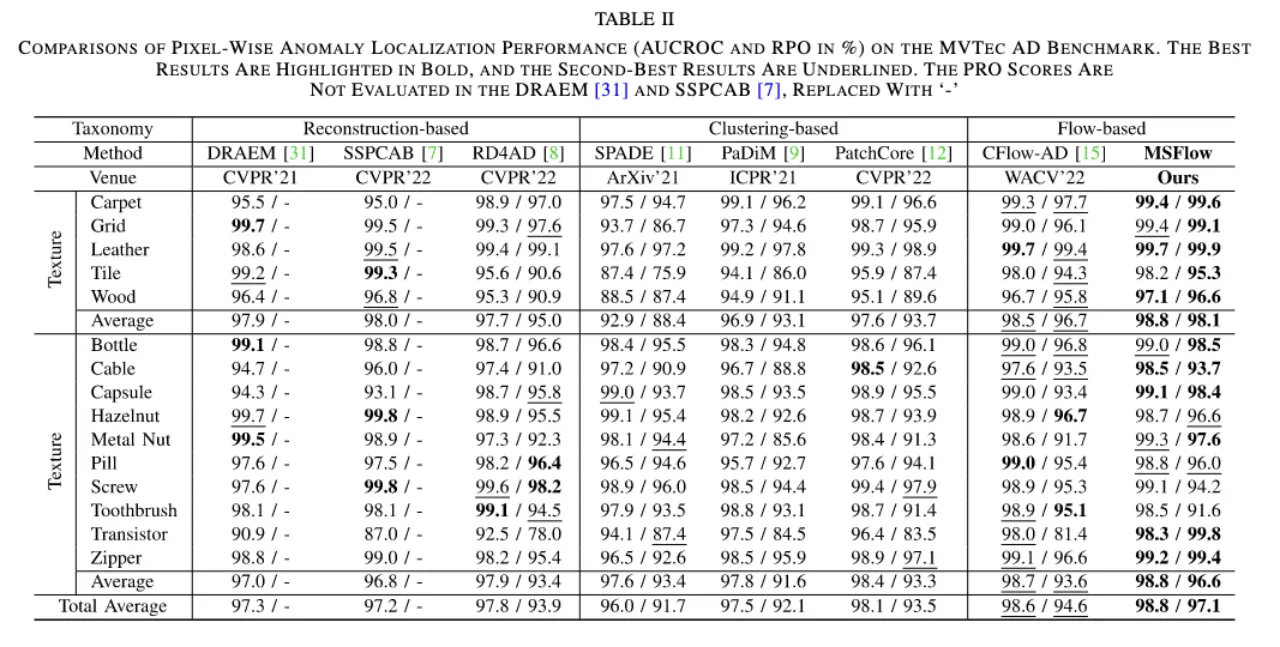 TABLE II
COMPARISONS OF PIXEL-WISE ANOMALY LOCALIZATION PERFORMANCE (AUCROC AND RPO IN %) ON THE MVTEC AD BENCHMARK. THE BEST
RESULTS ARE HIGHLIGHTED IN BOLD, AND THE SECOND-BEST RESULTS ARE UNDERLINED. THE PRO SCORES ARE
NOT EVALUATED IN THE DRAEM [31] AND SSPCAB [7], REPLACED WITH ‘-’
Taxonomy Reconstruction-based Clustering-based Flow-based
Method DRAEM [31] SSPCAB [7] RD4AD [8] SPADE [11] PaDiM [9] PatchCore [12] CFlow-AD [15] MSFlow
Venue CVPR’21 CVPR’22 CVPR’22 ArXiv’21 ICPR’21 CVPR’22 WACV’22 Ours
Texture
Carpet 95.5 / - 95.0 / - 98.9 / 97.0 97.5 / 94.7 99.1 / 96.2 99.1 / 96.6 99.3 / 97.7 99.4 / 99.6
Grid 99.7 / - 99.5 / - 99.3 / 97.6 93.7 / 86.7 97.3 / 94.6 98.7 / 95.9 99.0 / 96.1 99.4 / 99.1
Leather 98.6 / - 99.5 / - 99.4 / 99.1 97.6 / 97.2 99.2 / 97.8 99.3 / 98.9 99.7 / 99.4 99.7 / 99.9
Tile 99.2 / - 99.3 / - 95.6 / 90.6 87.4 / 75.9 94.1 / 86.0 95.9 / 87.4 98.0 / 94.3 98.2 / 95.3
Wood 96.4 / - 96.8 / - 95.3 / 90.9 88.5 / 87.4 94.9 / 91.1 95.1 / 89.6 96.7 / 95.8 97.1 / 96.6
Average 97.9 / - 98.0 / - 97.7 / 95.0 92.9 / 88.4 96.9 / 93.1 97.6 / 93.7 98.5 / 96.7 98.8 / 98.1
Texture
Bottle 99.1 / - 98.8 / - 98.7 / 96.6 98.4 / 95.5 98.3 / 94.8 98.6 / 96.1 99.0 / 96.8 99.0 / 98.5
Cable 94.7 / - 96.0 / - 97.4 / 91.0 97.2 / 90.9 96.7 / 88.8 98.5 / 92.6 97.6 / 93.5 98.5 / 93.7
Capsule 94.3 / - 93.1 / - 98.7 / 95.8 99.0 / 93.7 98.5 / 93.5 98.9 / 95.5 99.0 / 93.4 99.1 / 98.4
Hazelnut 99.7 / - 99.8 / - 98.9 / 95.5 99.1 / 95.4 98.2 / 92.6 98.7 / 93.9 98.9 / 96.7 98.7 / 96.6
Metal Nut 99.5 / - 98.9 / - 97.3 / 92.3 98.1 / 94.4 97.2 / 85.6 98.4 / 91.3 98.6 / 91.7 99.3 / 97.6
Pill 97.6 / - 97.5 / - 98.2 / 96.4 96.5 / 94.6 95.7 / 92.7 97.6 / 94.1 99.0 / 95.4 98.8 / 96.0
Screw 97.6 / - 99.8 / - 99.6 / 98.2 98.9 / 96.0 98.5 / 94.4 99.4 / 97.9 98.9 / 95.3 99.1 / 94.2
Toothbrush 98.1 / - 98.1 / - 99.1 / 94.5 97.9 / 93.5 98.8 / 93.1 98.7 / 91.4 98.9 / 95.1 98.5 / 91.6
Transistor 90.9 / - 87.0 / - 92.5 / 78.0 94.1 / 87.4 97.5 / 84.5 96.4 / 83.5 98.0 / 81.4 98.3 / 99.8
Zipper 98.8 / - 99.0 / - 98.2 / 95.4 96.5 / 92.6 98.5 / 95.9 98.9 / 97.1 99.1 / 96.6 99.2 / 99.4
Average 97.0 / - 96.8 / - 97.9 / 93.4 97.6 / 93.4 97.8 / 91.6 98.4 / 93.3 98.7 / 93.6 98.8 / 96.6
Total Average 97.3 / - 97.2 / - 97.8 / 93.9 96.0 / 91.7 97.5 / 92.1 98.1 / 93.5 98.6 / 94.6 98.8 / 97.1